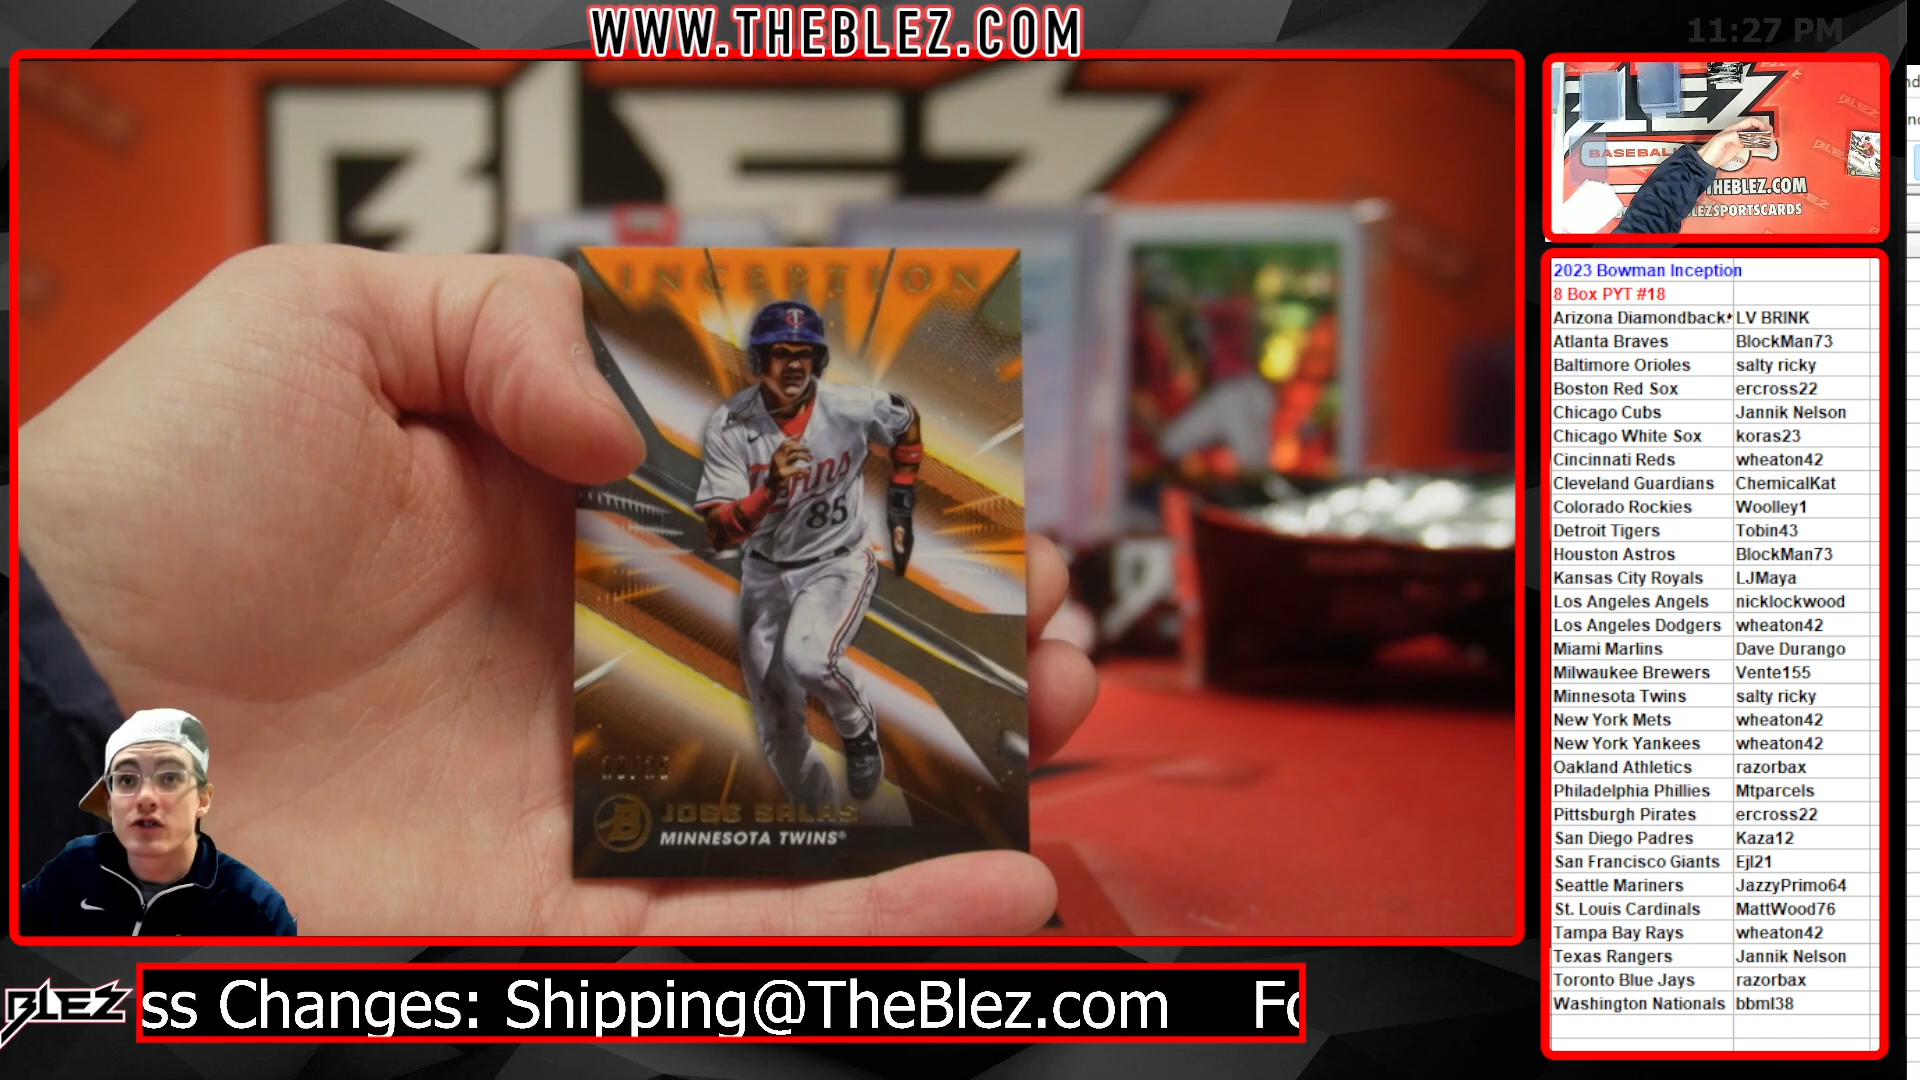 WWW.THEBLEZ.COM
11:27 PM
BLEZ
INCEPTION
Twins
85
JOSE SALAS
MINNESOTA TWINS
BASEBALL
THEBLEZ.COM
LEZSPORTSCARDS
2023 Bowman Inception
8 Box PYT #18
Arizona Diamondback LV BRINK
Atlanta Braves BlockMan73
Baltimore Orioles salty ricky
Boston Red Sox ercross22
Chicago Cubs Jannik Nelson
Chicago White Sox koras23
Cincinnati Reds wheaton42
Cleveland Guardians ChemicalKat
Colorado Rockies Woolley1
Detroit Tigers Tobin43
Houston Astros BlockMan73
Kansas City Royals LJMaya
Los Angeles Angels nicklockwood
Los Angeles Dodgers wheaton42
Miami Marlins Dave Durango
Milwaukee Brewers Vente155
Minnesota Twins salty ricky
New York Mets wheaton42
New York Yankees wheaton42
Oakland Athletics razorbax
Philadelphia Phillies Mtparcels
Pittsburgh Pirates ercross22
San Diego Padres Kaza12
San Francisco Giants Ejl21
Seattle Mariners JazzyPrimo64
St. Louis Cardinals MattWood76
Tampa Bay Rays wheaton42
Texas Rangers Jannik Nelson
Toronto Blue Jays razorbax
Washington Nationals bbml38
BLEZ
ss Changes: Shipping@TheBlez.com Fo